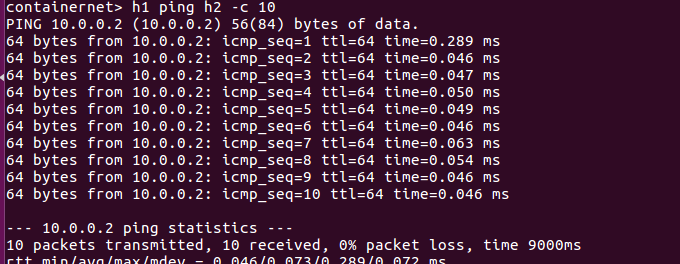 containernet> h1 ping h2 -c 10
PING 10.0.0.2 (10.0.0.2) 56(84) bytes of data.
64 bytes from 10.0.0.2: icmp_seq=1 ttl=64 time=0.289 ms
64 bytes from 10.0.0.2: icmp_seq=2 ttl=64 time=0.046 ms
64 bytes from 10.0.0.2: icmp_seq=3 ttl=64 time=0.047 ms
64 bytes from 10.0.0.2: icmp_seq=4 ttl=64 time=0.050 ms
64 bytes from 10.0.0.2: icmp_seq=5 ttl=64 time=0.049 ms
64 bytes from 10.0.0.2: icmp_seq=6 ttl=64 time=0.046 ms
64 bytes from 10.0.0.2: icmp_seq=7 ttl=64 time=0.063 ms
64 bytes from 10.0.0.2: icmp_seq=8 ttl=64 time=0.054 ms
64 bytes from 10.0.0.2: icmp_seq=9 ttl=64 time=0.046 ms
64 bytes from 10.0.0.2: icmp_seq=10 ttl=64 time=0.046 ms
--- 10.0.0.2 ping statistics ---
10 packets transmitted, 10 received, 0% packet loss, time 9000ms
rtt min/avg/max/mdev = 0.046/0.073/0.289/0.072 ms